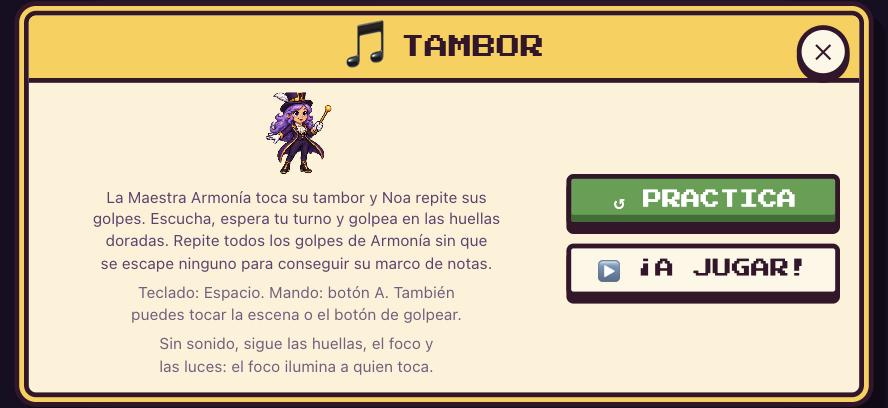 TAMBOR
La Maestra Armonía toca su tambor y Noa repite sus
golpes. Escucha, espera tu turno y golpea en las huellas
doradas. Repite todos los golpes de Armonía sin que
se escape ninguno para conseguir su marco de notas.
Teclado: Espacio. Mando: botón A. También
puedes tocar la escena o el botón de golpear.
Sin sonido, sigue las huellas, el foco y
las luces: el foco ilumina a quien toca.
PRACTICA
¡A JUGAR!